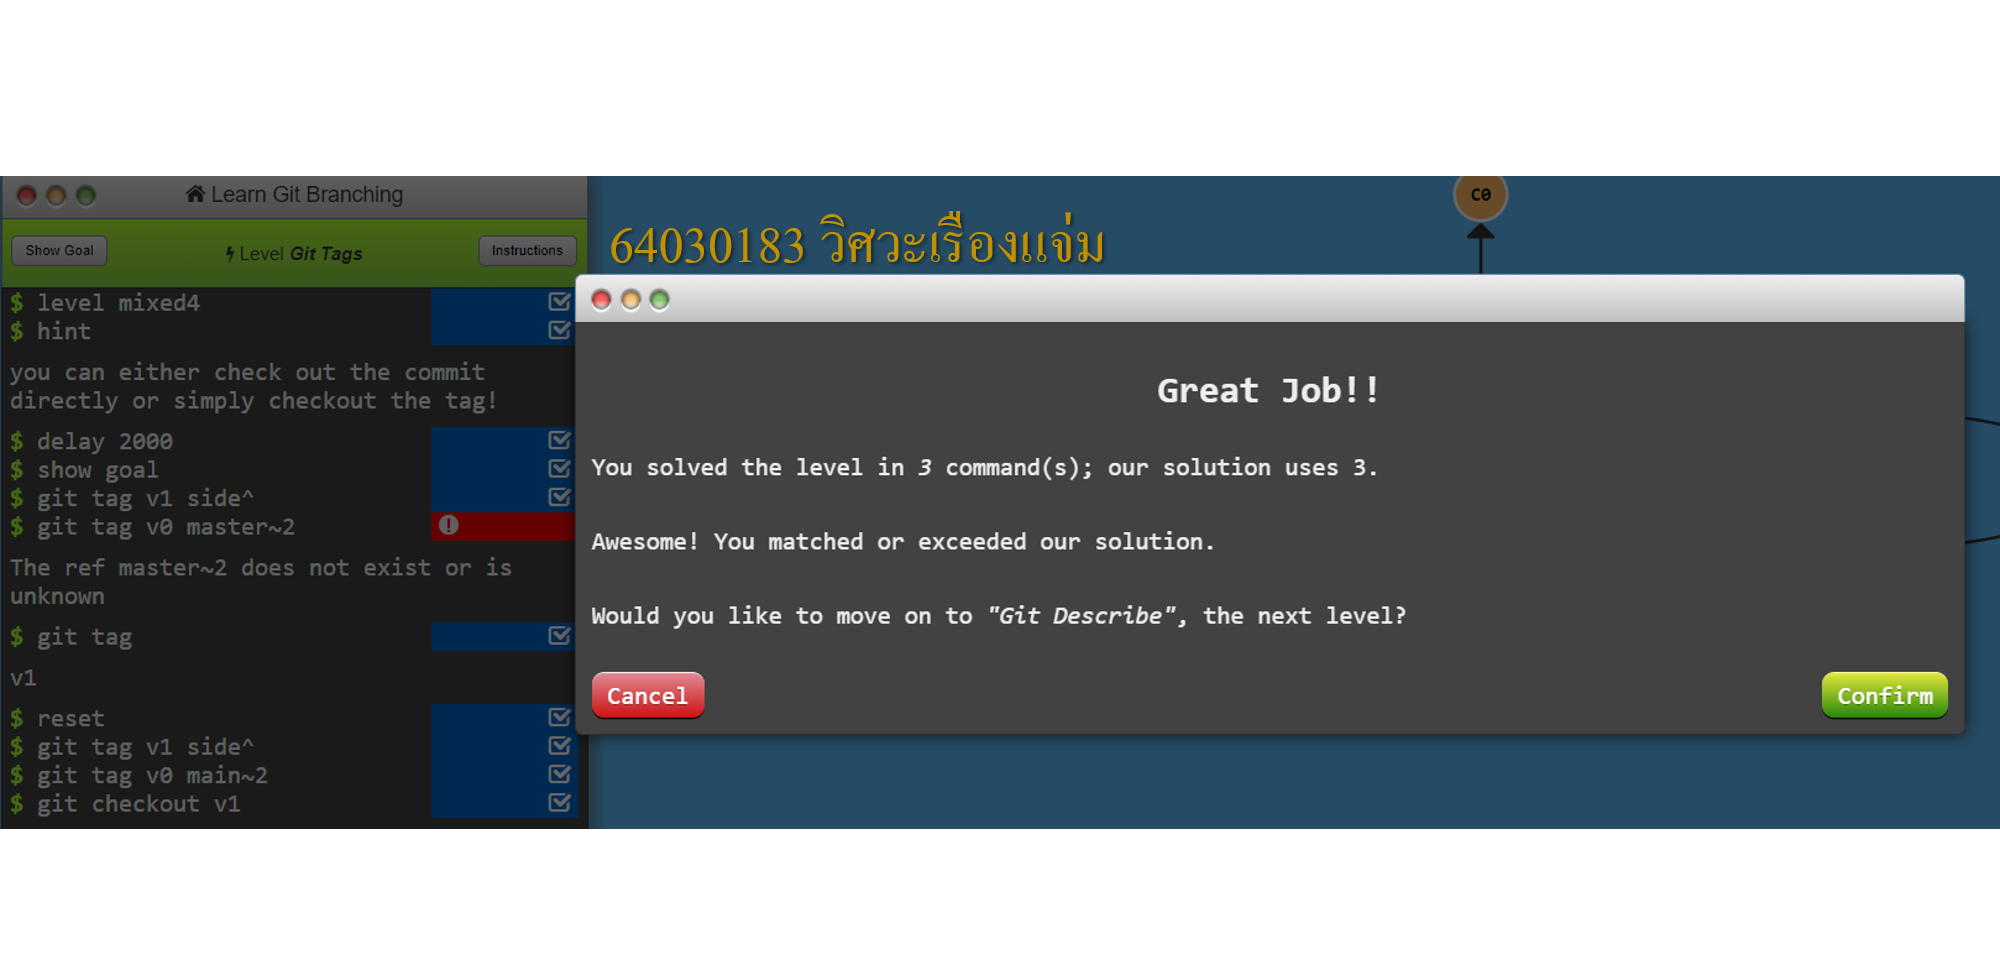 Learn Git Branching
Show Goal
Level Git Tags
Instructions
$ level mixed4
$ hint
you can either check out the commit
directly or simply checkout the tag!
$ delay 2000
$ show goal
$ git tag v1 side^
$ git tag v0 master~2
The ref master~2 does not exist or is
unknown
$ git tag
v1
$ reset
$ git tag v1 side^
$ git tag v0 main~2
$ git checkout v1
64030183 วิศวะเรืองแจ่ม
C0
Great Job!!
You solved the level in 3 command(s); our solution uses 3.
Awesome! You matched or exceeded our solution.
Would you like to move on to "Git Describe", the next level?
Cancel
Confirm